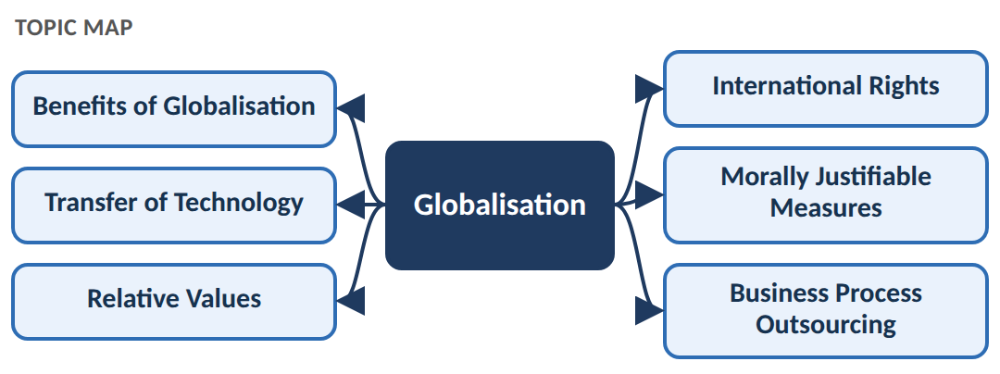 TOPIC MAP
Benefits of Globalisation
Transfer of Technology
Relative Values
Globalisation
International Rights
Morally Justifiable
Measures
Business Process
Outsourcing